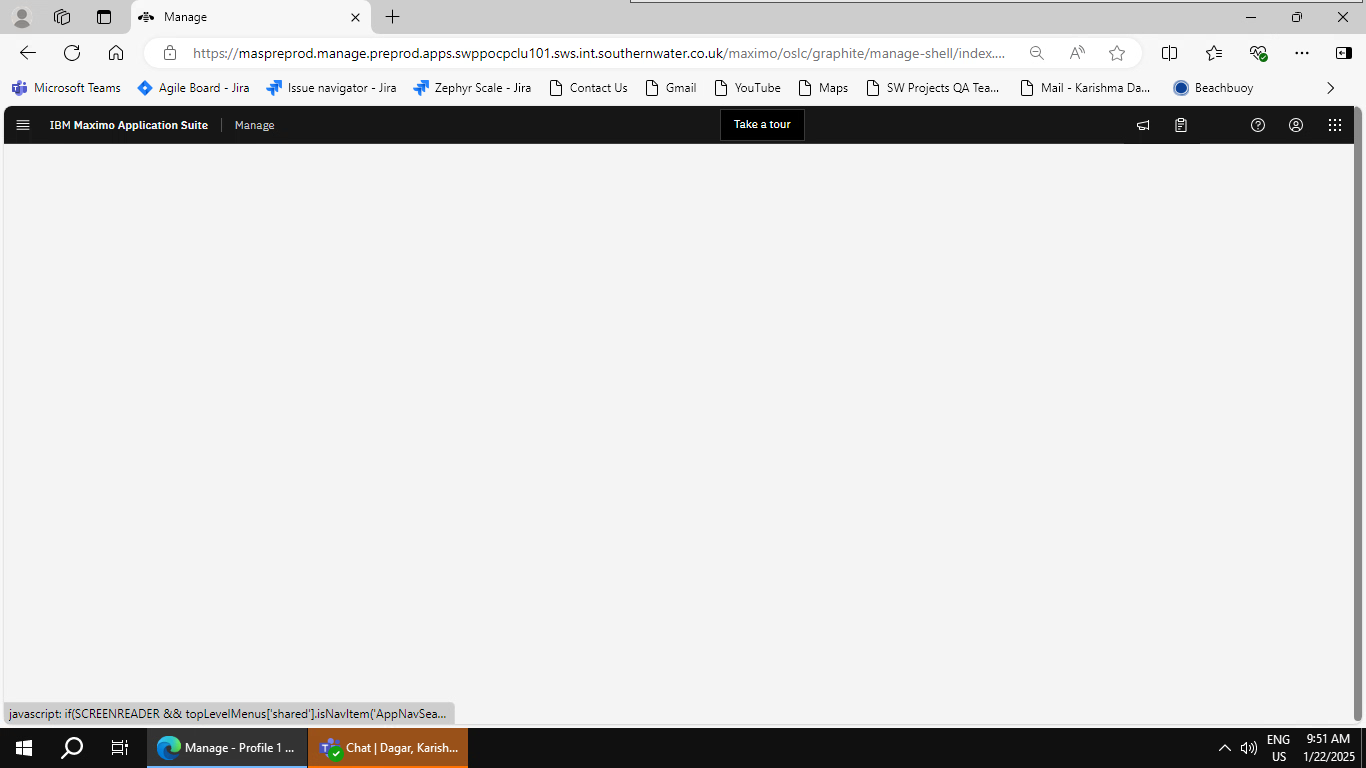 Manage
https://maspreprod.manage.preprod.apps.swppocpclu101.sws.int.southernwater.co.uk/maximo/oslc/graphite/manage-shell/index....
Microsoft Teams Agile Board - Jira Issue navigator - Jira Zephyr Scale - Jira Contact Us Gmail YouTube Maps SW Projects QA Tea... Mail - Karishma Da... Beachbuoy
IBM Maximo Application Suite Manage Take a tour
javascript: if(SCREENREADER && topLevelMenus['shared'].isNavItem('AppNavSea...
Manage - Profile 1 ... Chat | Dagar, Karish... ENG 9:51 AM
US 1/22/2025